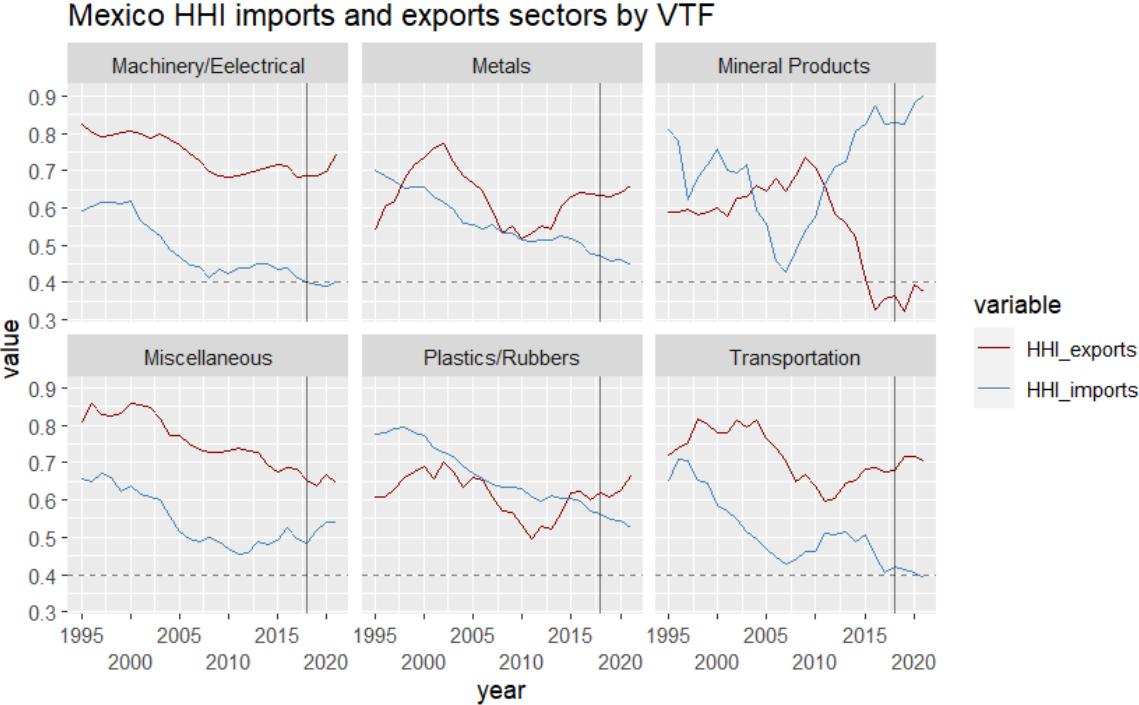 Mexico HHI imports and exports sectors by VTF
Machinery/Eelectrical
Metals
Mineral Products
0.9
0.8
0.7
0.6
0.5
0.4
0.3
Miscellaneous
Plastics/Rubbers
Transportation
0.9
0.8
0.7
0.6
0.5
0.4
0.3
value
1995 2005 2015 1995 2005 2015 1995 2005 2015
2000 2010 2020 2000 2010 2020 2000 2010 2020
year
variable
HHI_exports
HHI_imports